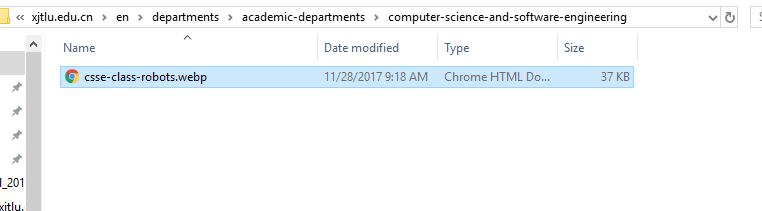 « xjtlu.edu.cn › en › departments › academic-departments › computer-science-and-software-engineering
Name Date modified Type Size
csse-class-robots.webp 11/28/2017 9:18 AM Chrome HTML Do... 37 KB
l_201
xitlu.